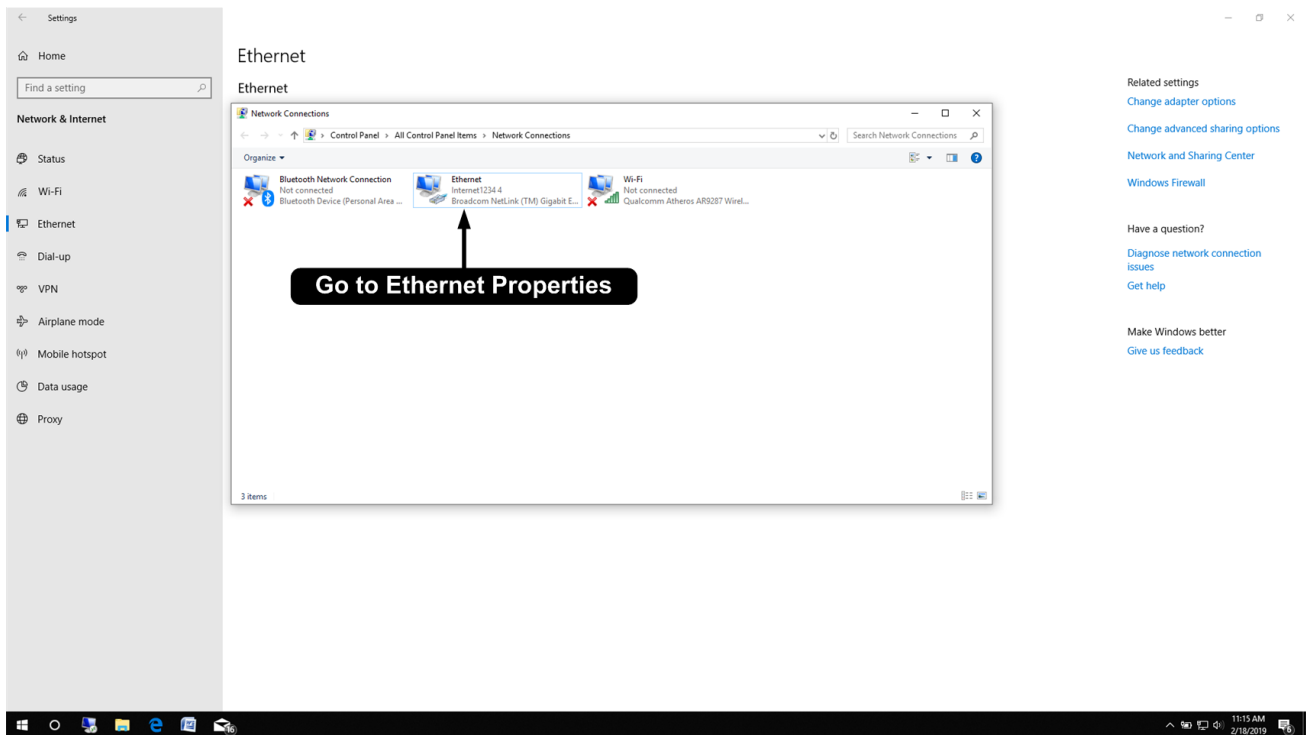 Settings
Home
Find a setting
Network & Internet
Status
Wi-Fi
Ethernet
Dial-up
VPN
Airplane mode
Mobile hotspot
Data usage
Proxy
Ethernet
Ethernet
Network Connections
Control Panel › All Control Panel Items › Network Connections
Search Network Connections
Organize
Bluetooth Network Connection
Not connected
Bluetooth Device (Personal Area ...
Ethernet
Internet1234 4
Broadcom NetLink (TM) Gigabit E...
Wi-Fi
Not connected
Qualcomm Atheros AR9287 Wirel...
Go to Ethernet Properties
3 items
Related settings
Change adapter options
Change advanced sharing options
Network and Sharing Center
Windows Firewall
Have a question?
Diagnose network connection
issues
Get help
Make Windows better
Give us feedback
16
11:15 AM
2/18/2019
6